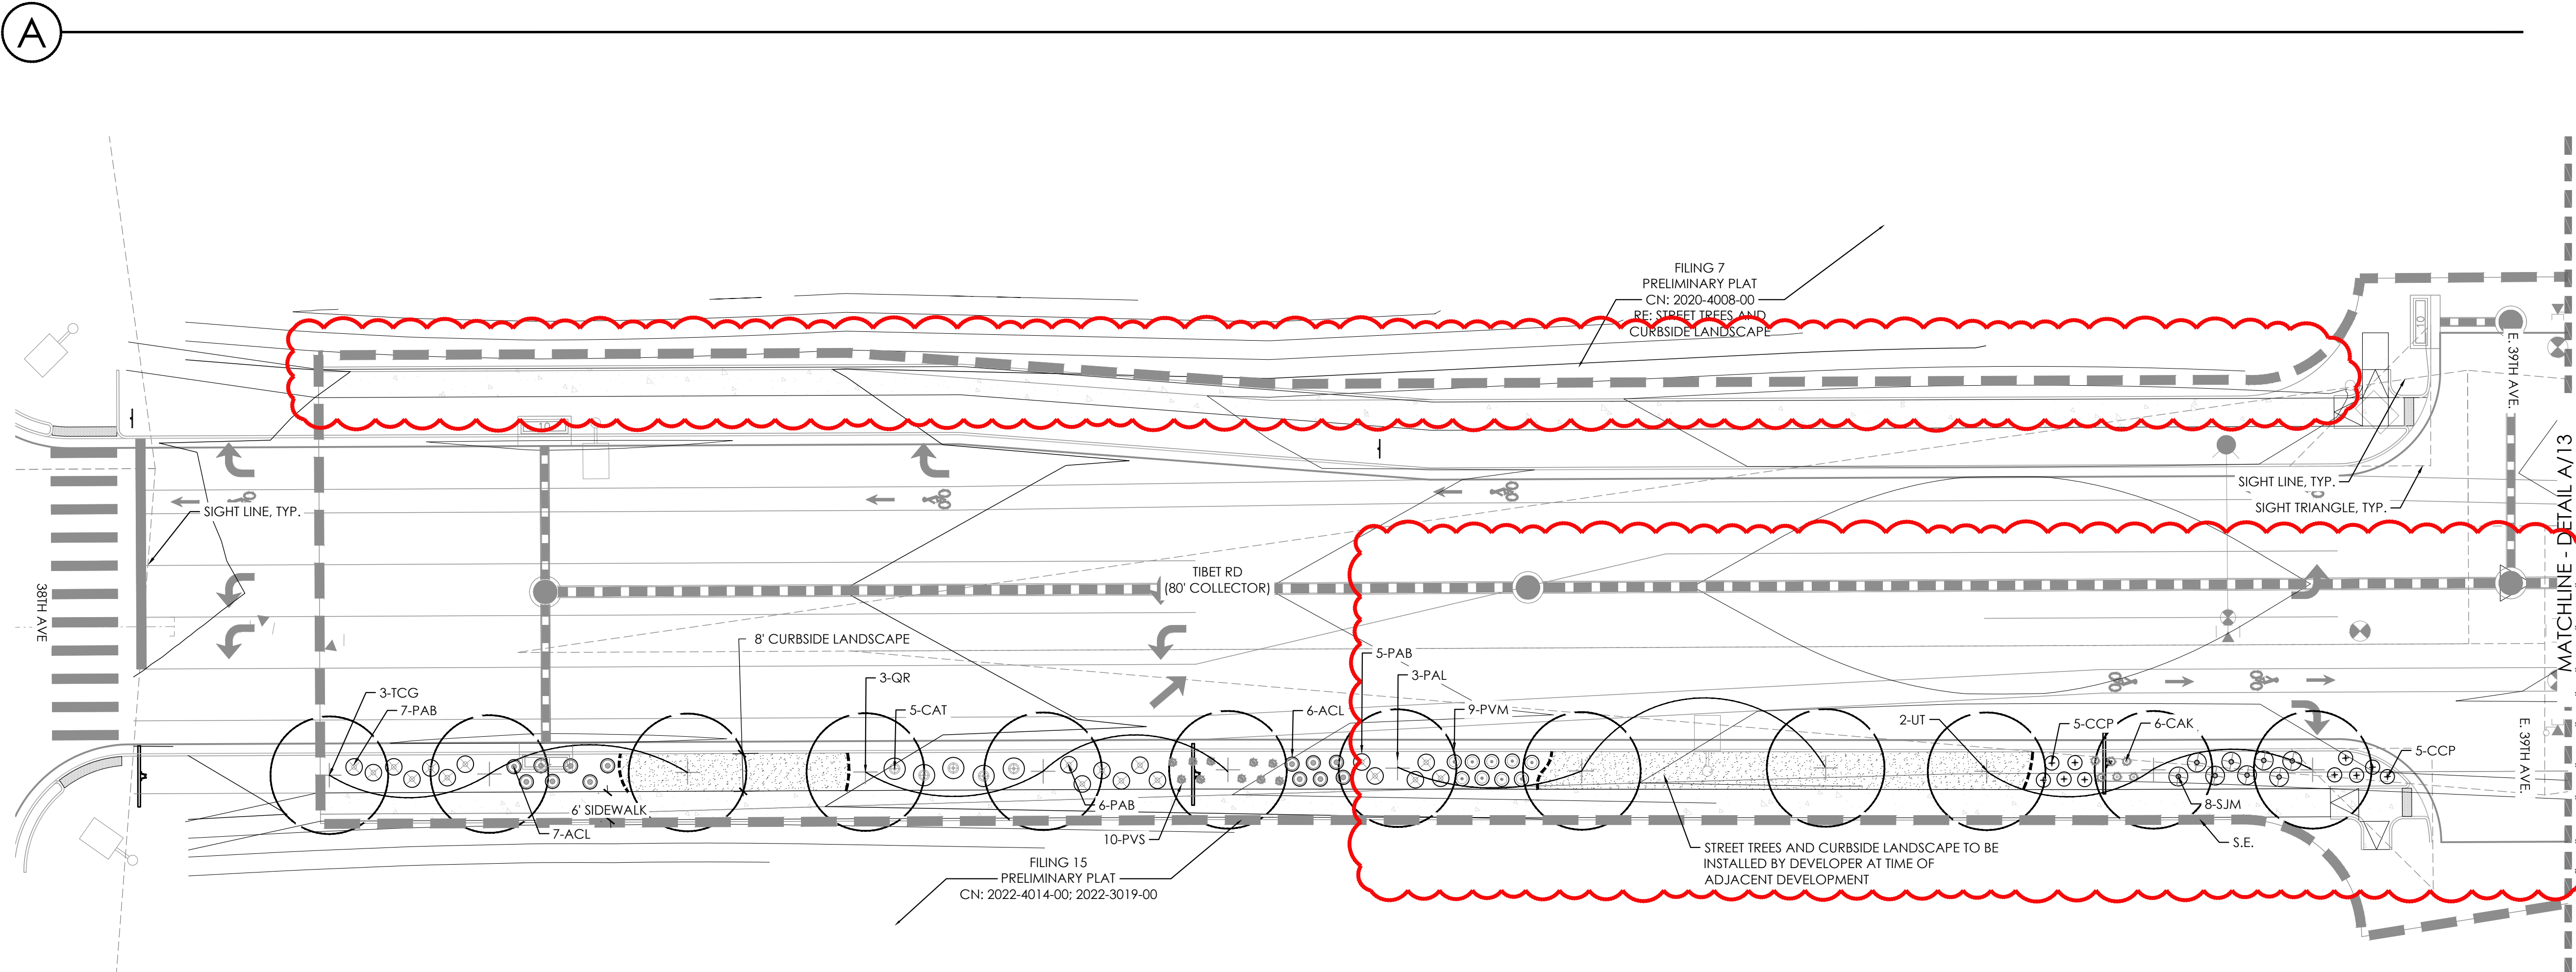 A
FILING 7
PRELIMINARY PLAT
CN: 2020-4008-00
RE: STREET TREES AND
CURBSIDE LANDSCAPE
10
10
E. 39TH AVE.
SIGHT LINE, TYP.
SIGHT LINE, TYP.
SIGHT TRIANGLE, TYP.
MATCHLINE - DETAIL A/13
38TH AVE
TIBET RD
(80' COLLECTOR)
8' CURBSIDE LANDSCAPE
5-PAB
3-PAL
3-TCG
7-PAB
3-QR
5-CAT
6-ACL
9-PVM
2-UT
5-CCP
6-CAK
5-CCP
E. 39TH AVE.
6' SIDEWALK
7-ACL
6-PAB
10-PVS
8-SJM
S.E.
STREET TREES AND CURBSIDE LANDSCAPE TO BE
INSTALLED BY DEVELOPER AT TIME OF
ADJACENT DEVELOPMENT
FILING 15
PRELIMINARY PLAT
CN: 2022-4014-00; 2022-3019-00